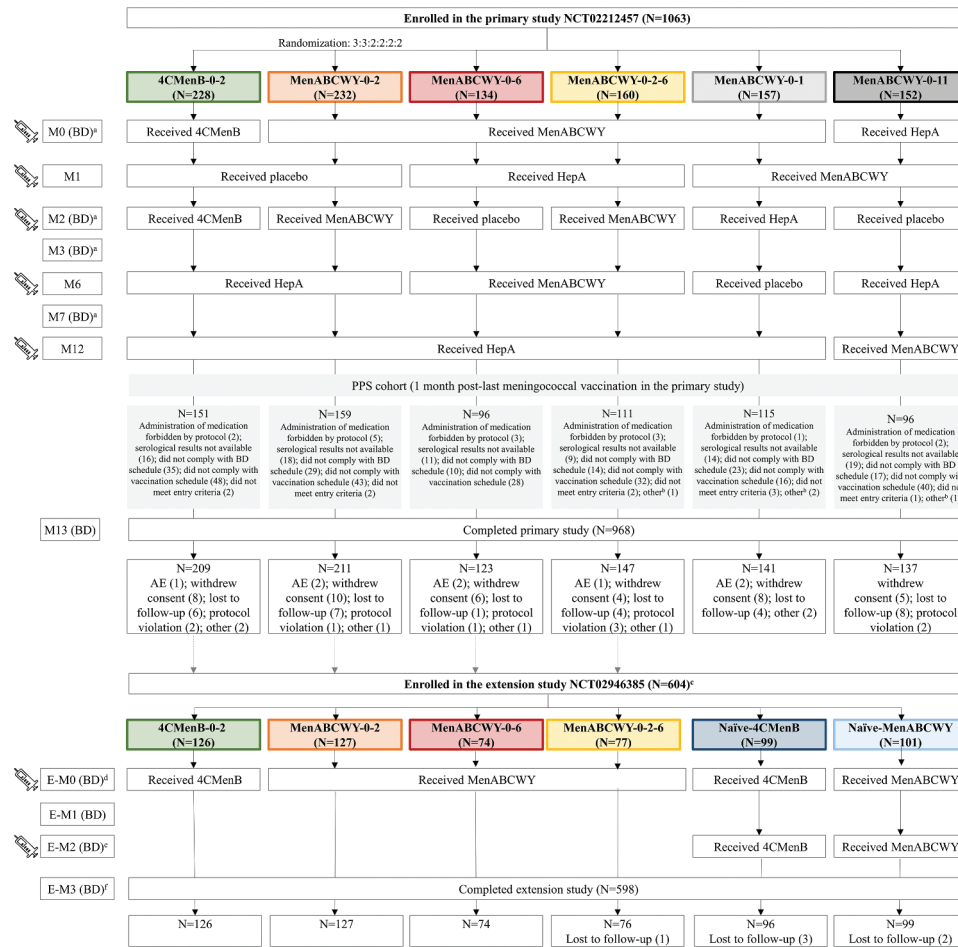 Enrolled in the primary study NCT02212457 (N=1063)
Randomization: 3:3:2:2:2:2
4CMenB-0-2
(N=228)
MenABCWY-0-2
(N=232)
MenABCWY-0-6
(N=134)
MenABCWY-0-2-6
(N=160)
MenABCWY-0-1
(N=157)
MenABCWY-0-11
(N=152)
M0 (BD)ᵃ
Received 4CMenB
Received MenABCWY
Received HepA
M1
Received placebo
Received HepA
Received MenABCWY
M2 (BD)ᵃ
Received 4CMenB
Received MenABCWY
Received placebo
Received MenABCWY
Received HepA
Received placebo
M3 (BD)ᵃ
M6
Received HepA
Received MenABCWY
Received placebo
Received HepA
M7 (BD)ᵃ
M12
Received HepA
Received MenABCWY
PPS cohort (1 month post-last meningococcal vaccination in the primary study)
N=151
Administration of medication
forbidden by protocol (2);
serological results not available
(16); did not comply with BD
schedule (35); did not comply with
vaccination schedule (48); did not
meet entry criteria (2)
N=159
Administration of medication
forbidden by protocol (5);
serological results not available
(18); did not comply with BD
schedule (29); did not comply with
vaccination schedule (43); did not
meet entry criteria (2)
N=96
Administration of medication
forbidden by protocol (3);
serological results not available
(11); did not comply with BD
schedule (10); did not comply with
vaccination schedule (28)
N=111
Administration of medication
forbidden by protocol (3);
serological results not available
(9); did not comply with BD
schedule (14); did not comply with
vaccination schedule (32); did not
meet entry criteria (2); otherᵇ (1)
N=115
Administration of medication
forbidden by protocol (1);
serological results not available
(14); did not comply with BD
schedule (23); did not comply with
vaccination schedule (16); did not
meet entry criteria (3); otherᵇ (2)
N=96
Administration of medication
forbidden by protocol (2);
serological results not available
(19); did not comply with BD
schedule (17); did not comply wi
vaccination schedule (40); did no
meet entry criteria (1); otherᵇ (1
M13 (BD)
Completed primary study (N=968)
N=209
AE (1); withdrew
consent (8); lost to
follow-up (6); protocol
violation (2); other (2)
N=211
AE (2); withdrew
consent (10); lost to
follow-up (7); protocol
violation (1); other (1)
N=123
AE (2); withdrew
consent (6); lost to
follow-up (1); protocol
violation (1); other (1)
N=147
AE (1); withdrew
consent (4); lost to
follow-up (4); protocol
violation (3); other (1)
N=141
AE (2); withdrew
consent (8); lost to
follow-up (4); other (2)
N=137
withdrew
consent (5); lost to
follow-up (8); protocol
violation (2)
Enrolled in the extension study NCT02946385 (N=604)ᶜ
4CMenB-0-2
(N=126)
MenABCWY-0-2
(N=127)
MenABCWY-0-6
(N=74)
MenABCWY-0-2-6
(N=77)
Naïve-4CMenB
(N=99)
Naïve-MenABCWY
(N=101)
E-M0 (BD)ᵈ
Received 4CMenB
Received MenABCWY
Received 4CMenB
Received MenABCWY
E-M1 (BD)
E-M2 (BD)ᵉ
Received 4CMenB
Received MenABCWY
E-M3 (BD)ᶠ
Completed extension study (N=598)
N=126
N=127
N=74
N=76
Lost to follow-up (1)
N=96
Lost to follow-up (3)
N=99
Lost to follow-up (2)